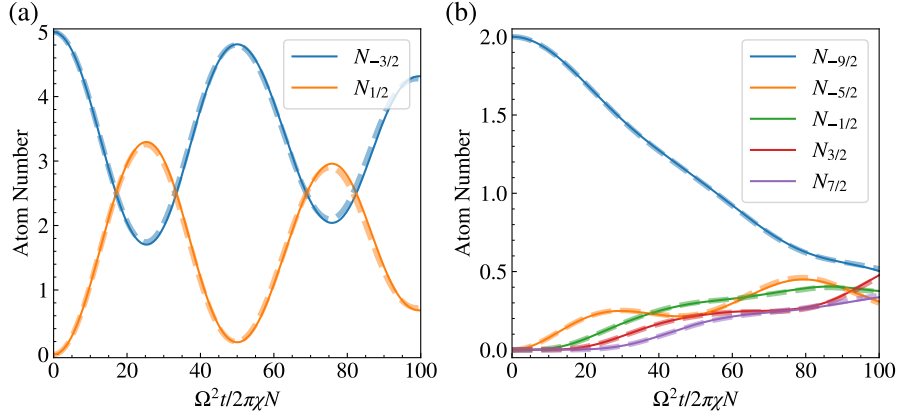 (a)
5
4
3
2
1
0
Atom Number
N₋₃/₂
N₁/₂
0 20 40 60 80 100
Ω²t/2πχN
(b)
2.0
1.5
1.0
0.5
0.0
Atom Number
N₋₉/₂
N₋₅/₂
N₋₁/₂
N₃/₂
N₇/₂
0 20 40 60 80 100
Ω²t/2πχN